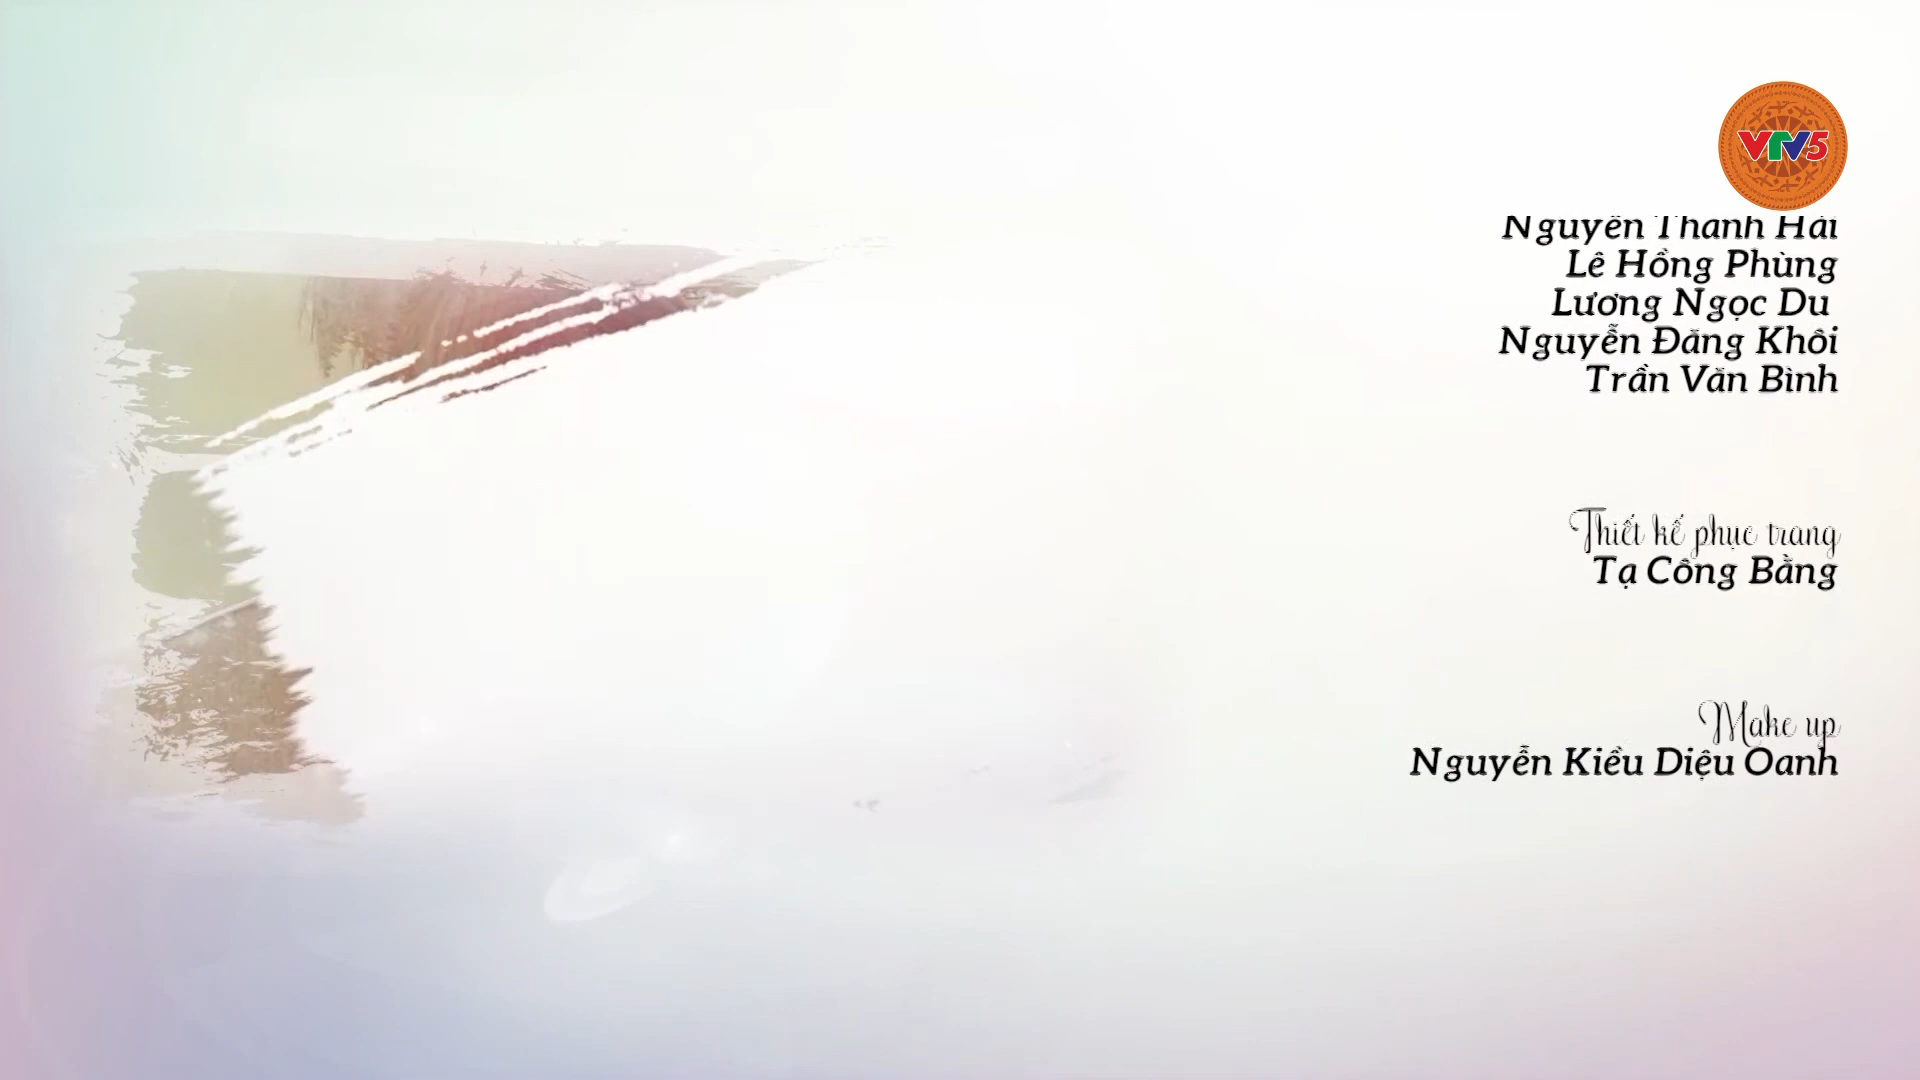 VTV5
Nguyễn Thanh Hải
Lê Hồng Phùng
Lương Ngọc Du
Nguyễn Đăng Khôi
Trần Văn Bình
Thiết kế phục trang
Tạ Công Bằng
Make up
Nguyễn Kiều Diệu Oanh